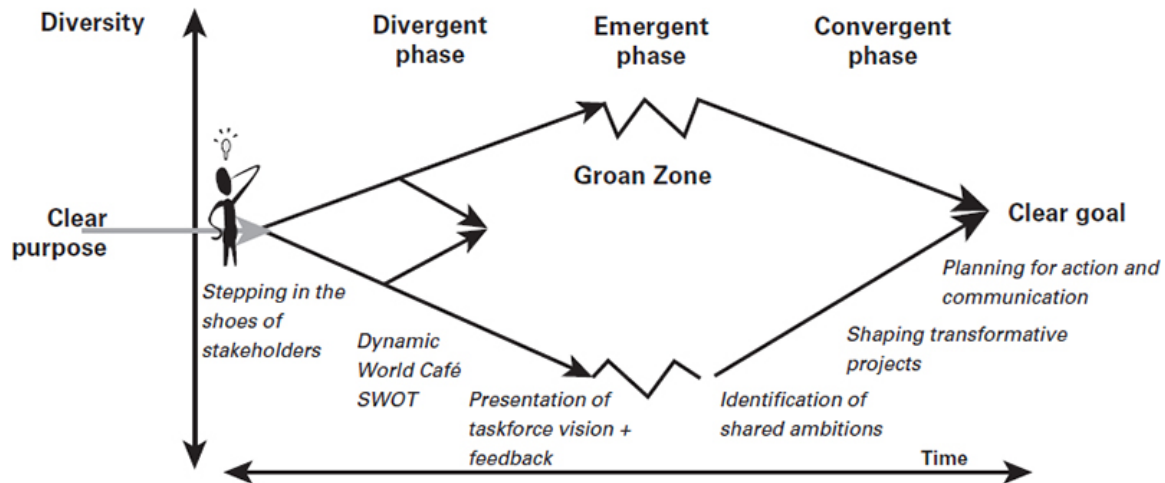 Diversity
Divergent
phase
Emergent
phase
Convergent
phase
Groan Zone
Clear
purpose
Clear goal
Stepping in the
shoes of
stakeholders
Dynamic
World Café
SWOT
Presentation of
taskforce vision +
feedback
Identification of
shared ambitions
Shaping transformative
projects
Planning for action and
communication
Time